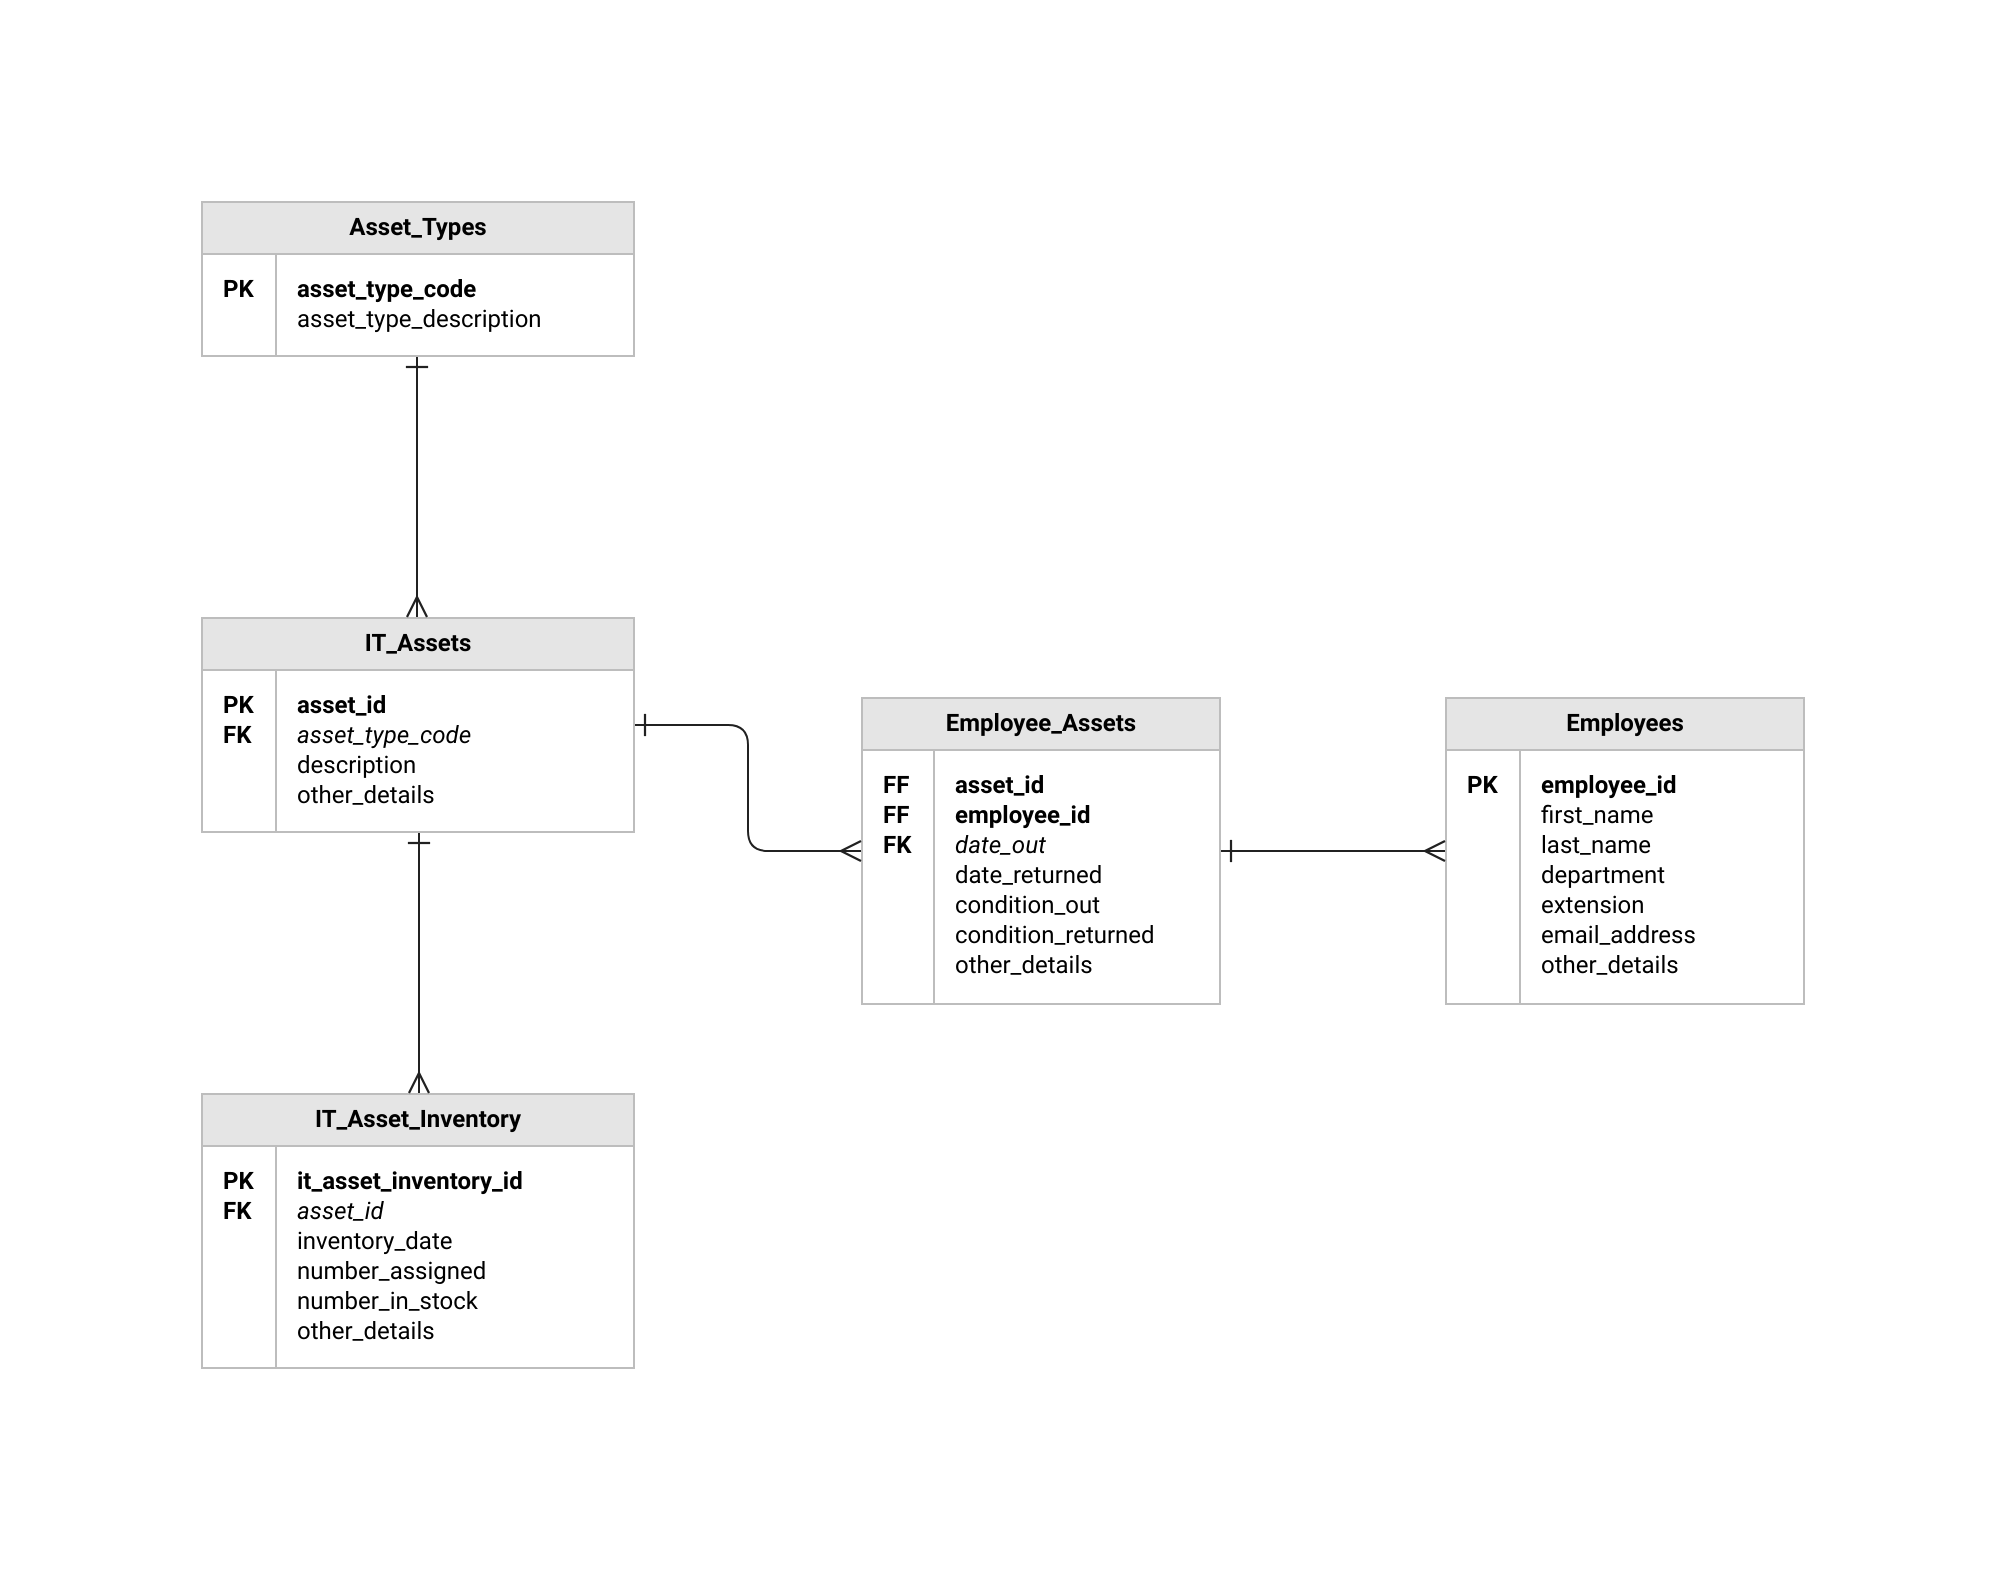 Asset_Types
PK asset_type_code
asset_type_description
IT_Assets
PK asset_id
FK asset_type_code
description
other_details
Employee_Assets
FF asset_id
FF employee_id
FK date_out
date_returned
condition_out
condition_returned
other_details
Employees
PK employee_id
first_name
last_name
department
extension
email_address
other_details
IT_Asset_Inventory
PK it_asset_inventory_id
FK asset_id
inventory_date
number_assigned
number_in_stock
other_details